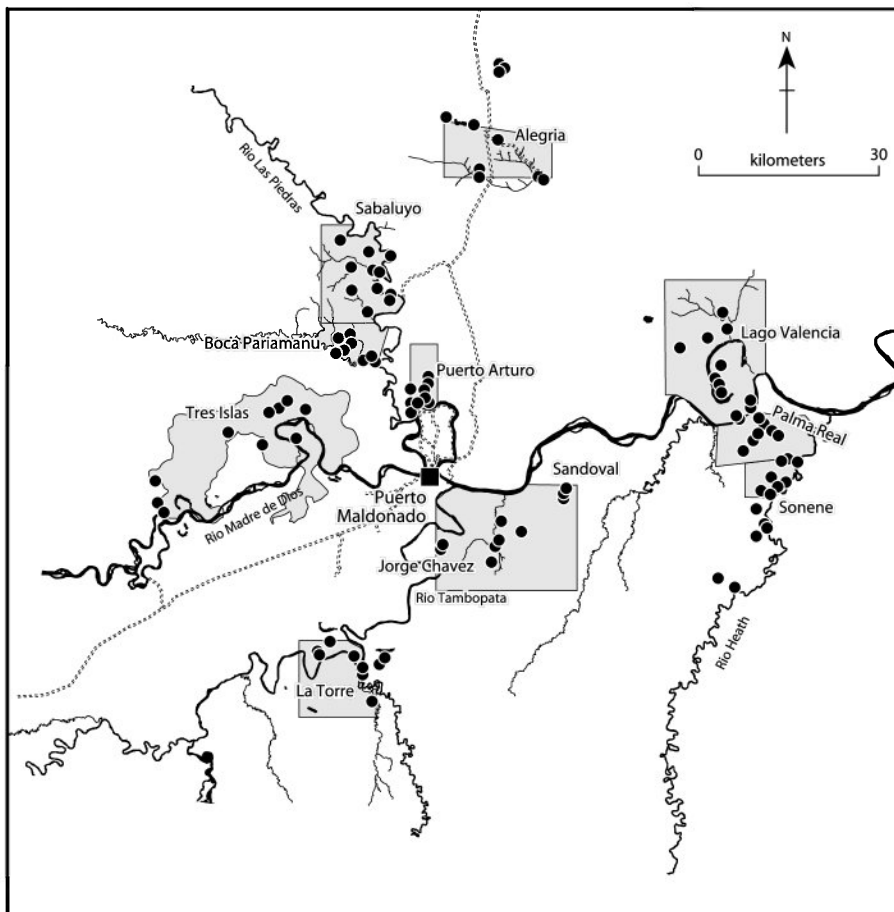 N
Alegria
0 30
kilometers
Rio Las Piedras
Sabaluyo
Lago Valencia
Boca Pariamanu
Puerto Arturo
Tres Islas
Palma Real
Sandoval
Puerto
Maldonado
Sonene
Rio Madre de Dios
Jorge Chavez
Rio Tambopata
Rio Heath
La Torre